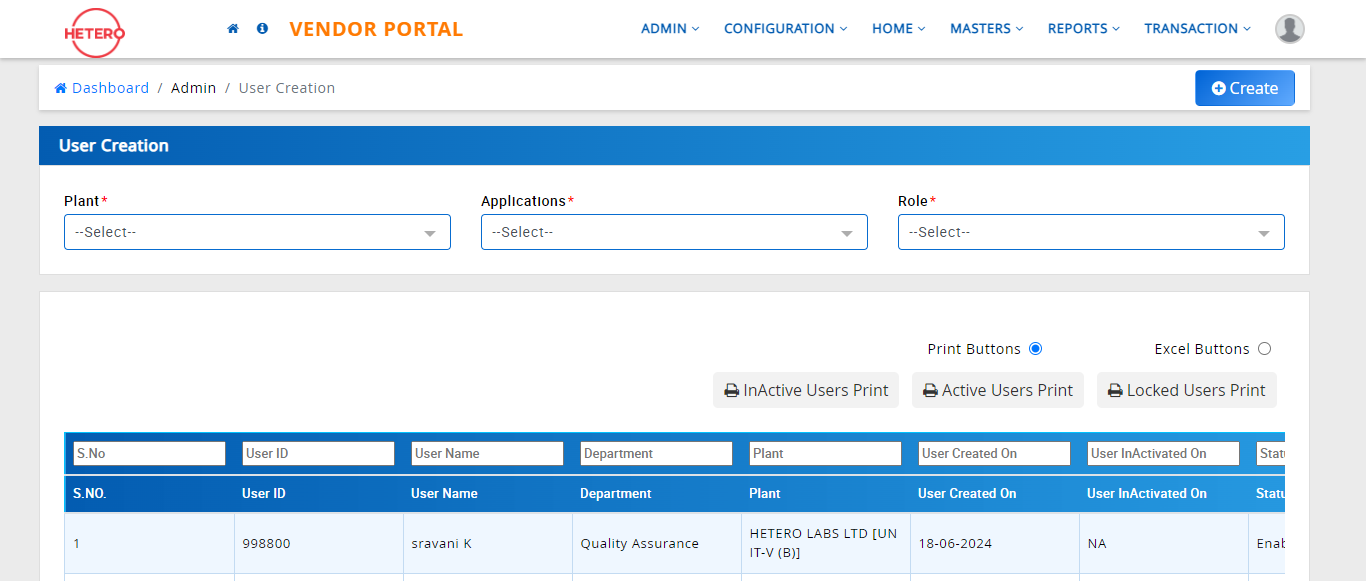 HETERO
VENDOR PORTAL
ADMIN CONFIGURATION HOME MASTERS REPORTS TRANSACTION
Dashboard / Admin / User Creation
Create
User Creation
Plant* Applications* Role*
--Select-- --Select-- --Select--
Print Buttons Excel Buttons
InActive Users Print Active Users Print Locked Users Print
S.No User ID User Name Department Plant User Created On User InActivated On Statu
S.NO. User ID User Name Department Plant User Created On User InActivated On Statu
1 998800 sravani K Quality Assurance HETERO LABS LTD [UN 18-06-2024 NA Enab
IT-V (B)]